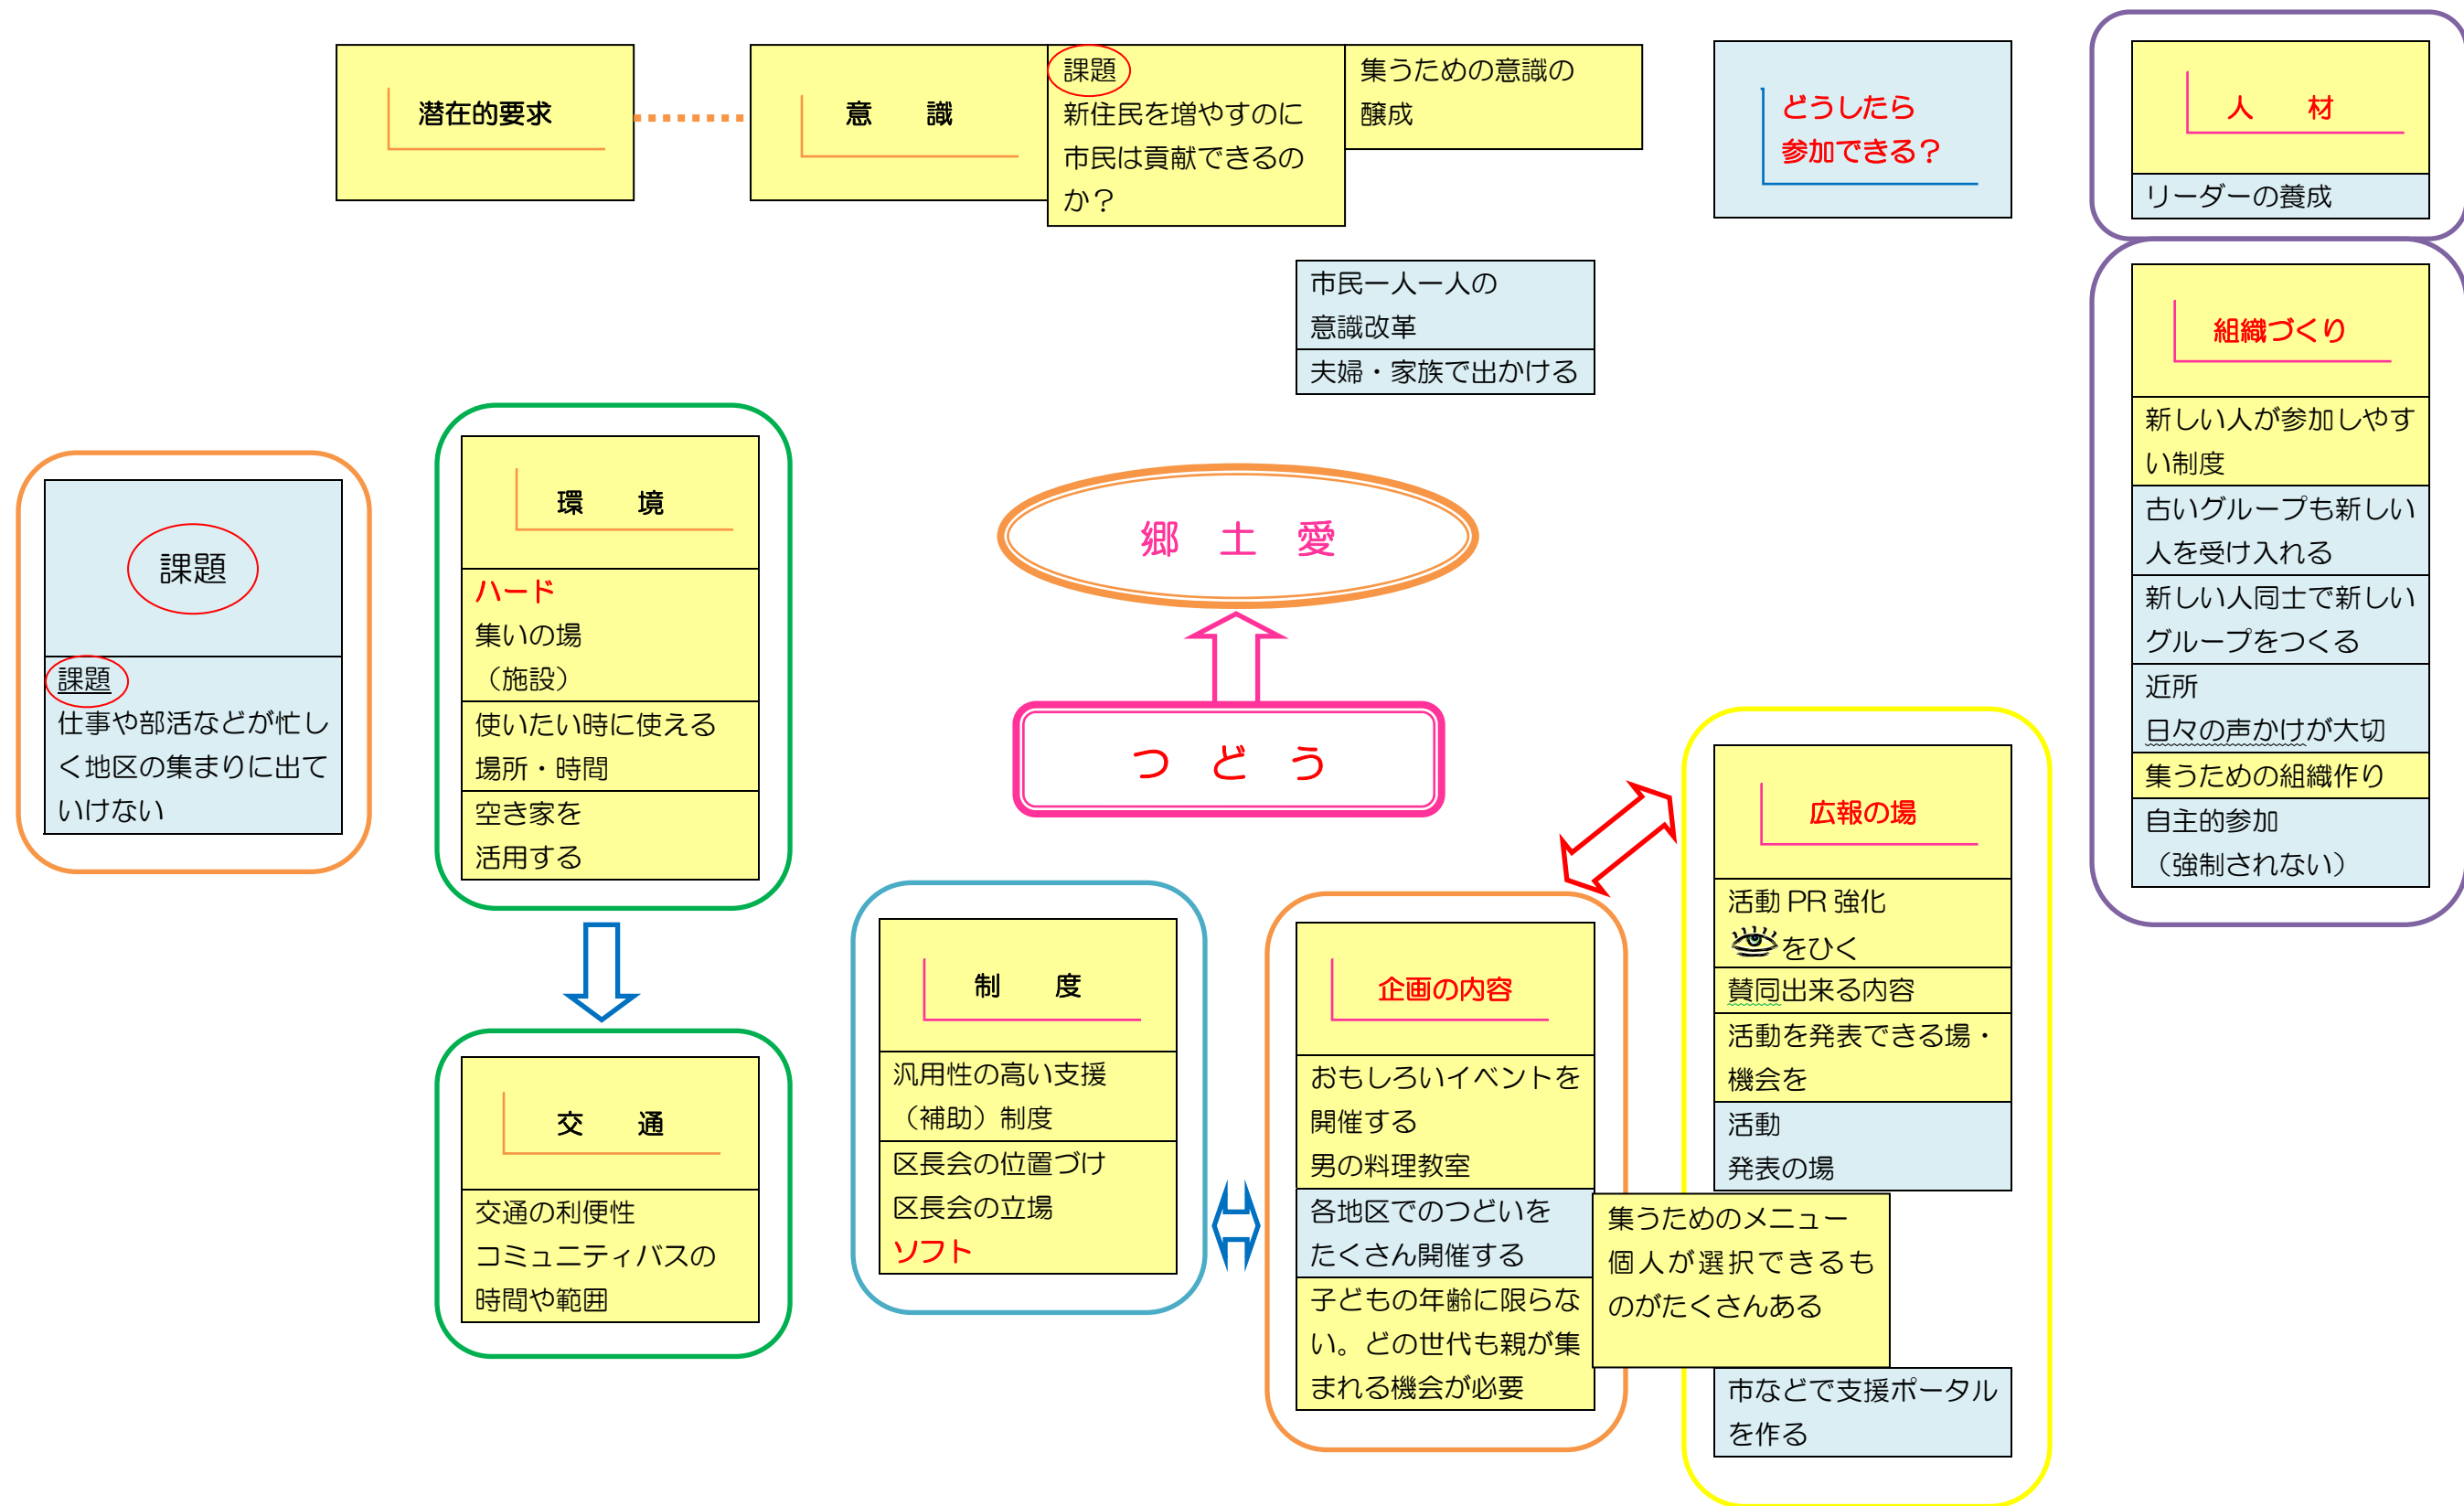 潜在的要求
意　識
課題
新住民を増やすのに
市民は貢献できるの
か？
集うための意識の
醸成
どうしたら
参加できる？
人　材
リーダーの養成
市民一人一人の
意識改革
夫婦・家族で出かける
組織づくり
新しい人が参加しやす
い制度
古いグループも新しい
人を受け入れる
新しい人同士で新しい
グループをつくる
近所
日々の声かけが大切
集うための組織作り
自主的参加
（強制されない）
課題
課題
仕事や部活などが忙し
く地区の集まりに出て
いけない
環　境
ハード
集いの場
（施設）
使いたい時に使える
場所・時間
空き家を
活用する
郷　土　愛
つ　ど　う
交　通
交通の利便性
コミュニティバスの
時間や範囲
制　度
汎用性の高い支援
（補助）制度
区長会の位置づけ
区長会の立場
ソフト
企画の内容
おもしろいイベントを
開催する
男の料理教室
各地区でのつどいを
たくさん開催する
子どもの年齢に限らな
い。どの世代も親が集
まれる機会が必要
広報の場
活動 PR 強化
をひく
賛同出来る内容
活動を発表できる場・
機会を
活動
発表の場
集うためのメニュー
個人が選択できるも
のがたくさんある
市などで支援ポータル
を作る